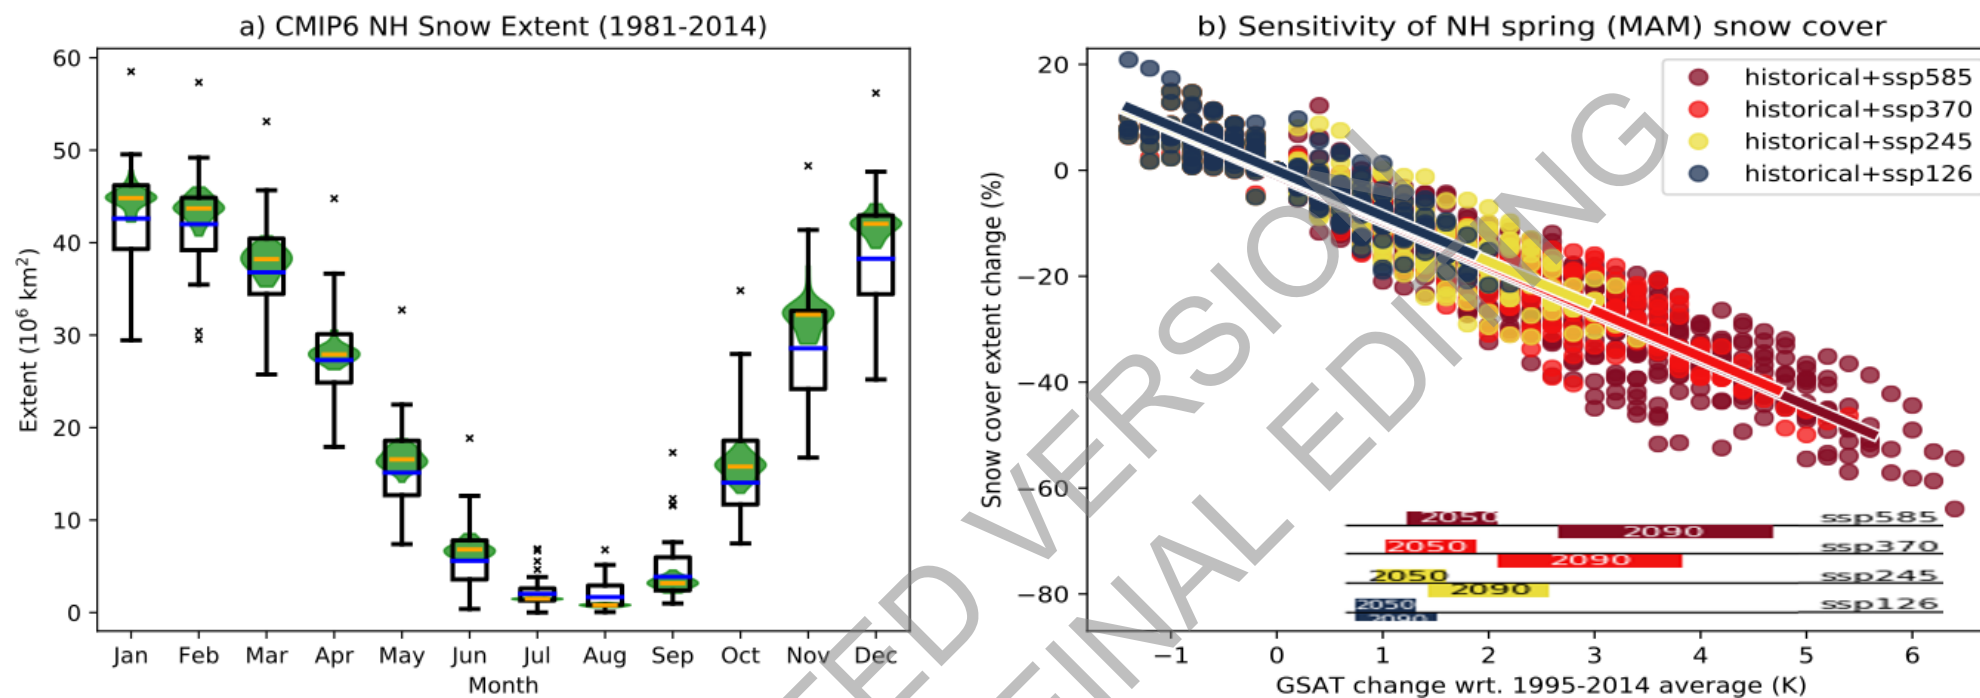 a) CMIP6 NH Snow Extent (1981-2014)
60
50
40
30
20
10
0
Extent (10⁶ km²)
Jan Feb Mar Apr May Jun Jul Aug Sep Oct Nov Dec
Month
b) Sensitivity of NH spring (MAM) snow cover
20
0
−20
−40
−60
−80
Snow cover extent change (%)
historical+ssp585
historical+ssp370
historical+ssp245
historical+ssp126
2050 ssp585
2090
2050 ssp370
2090
2050 ssp245
2090
2050 ssp126
2090
−1 0 1 2 3 4 5 6
GSAT change wrt. 1995-2014 average (K)
TED VERSION
FINAL EDITING